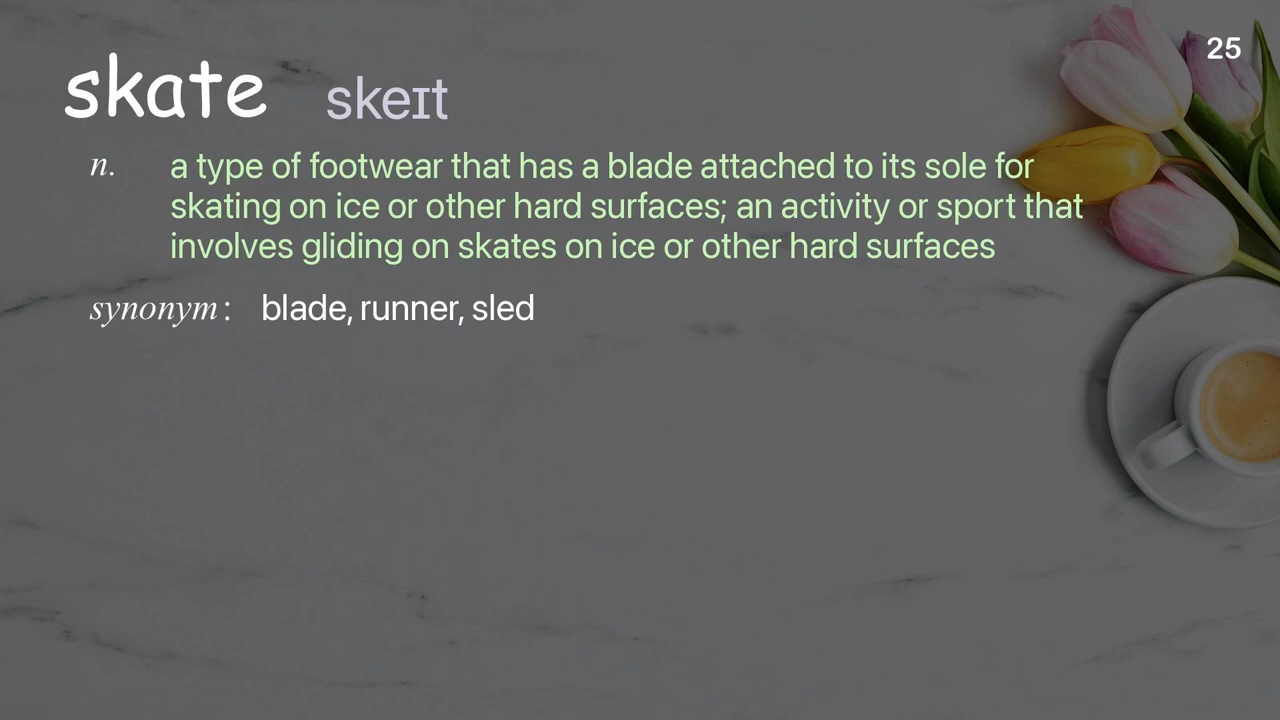 25
skate skeɪt
n. a type of footwear that has a blade attached to its sole for
skating on ice or other hard surfaces; an activity or sport that
involves gliding on skates on ice or other hard surfaces
synonym: blade, runner, sled